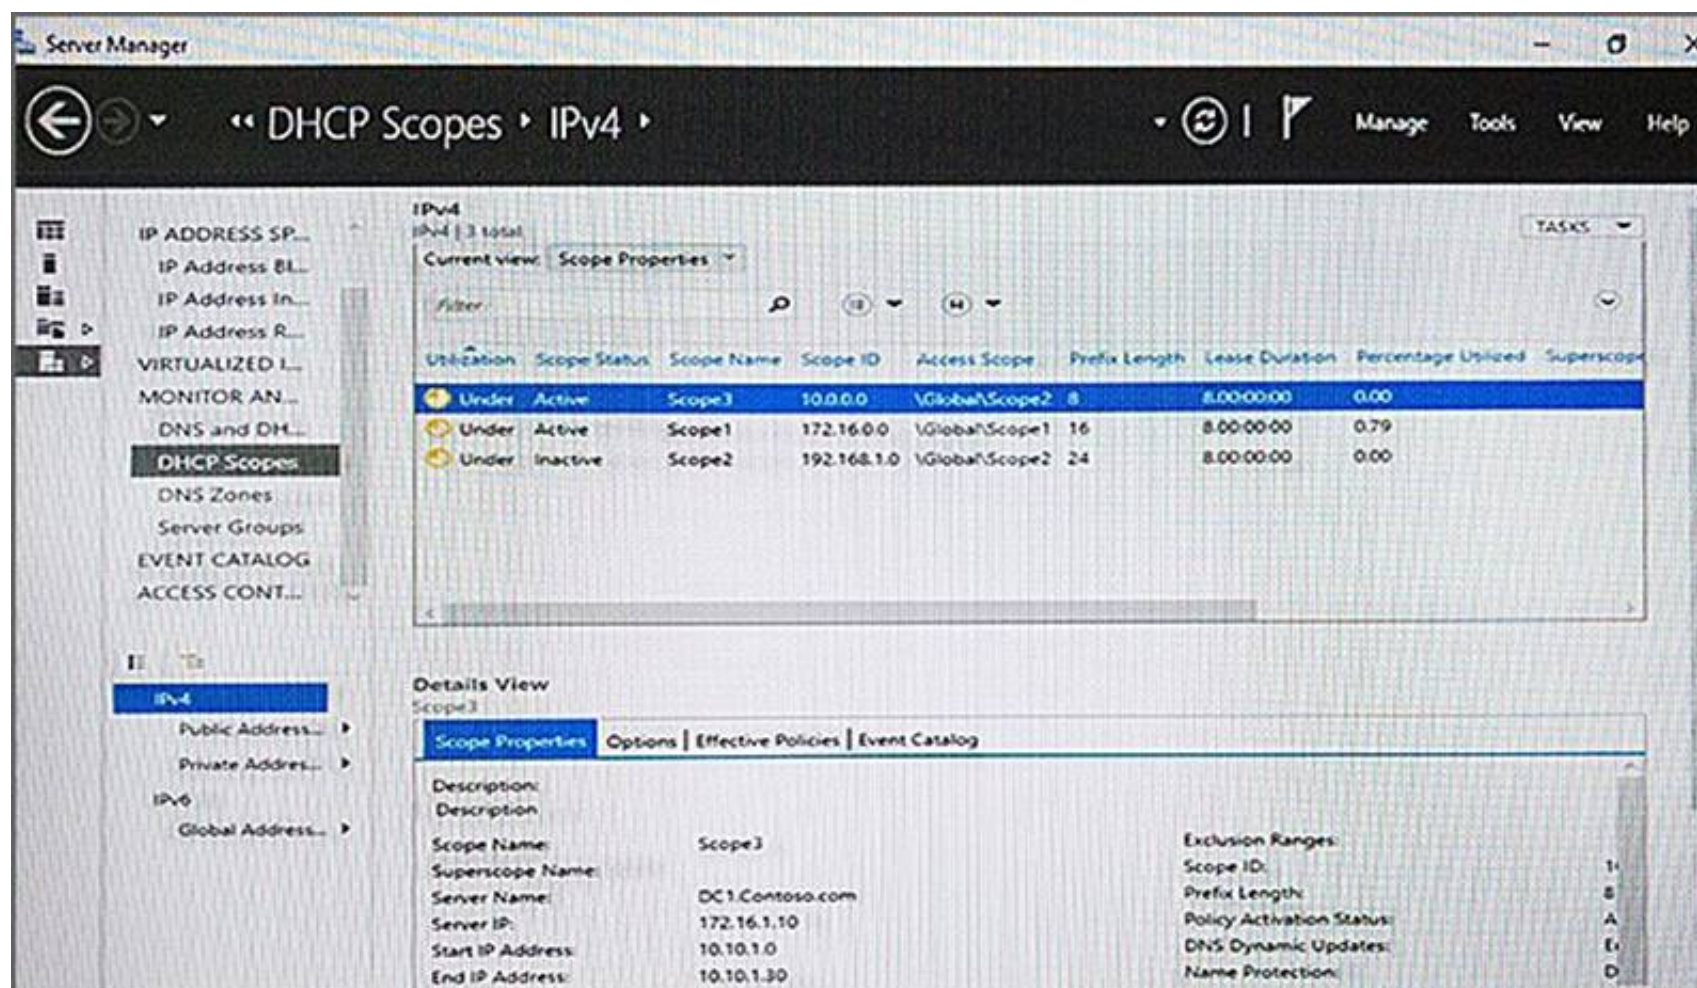 Server Manager
DHCP Scopes IPv4
Manage Tools View Help
IP ADDRESS SP...
IP Address Bl...
IP Address In...
IP Address R...
VIRTUALIZED I...
MONITOR AN...
DNS and DH...
DHCP Scopes
DNS Zones
Server Groups
EVENT CATALOG
ACCESS CONT...
IPv4
Public Address...
Private Addres...
IPv6
Global Address...
IPv4
IPv4 | 3 total
TASKS
Current view: Scope Properties
Filter
Utilization Scope Status Scope Name Scope ID Access Scope Prefix Length Lease Duration Percentage Utilized Superscope
Under Active Scope3 10.0.0.0 \Global\Scope2 8 8.00:00:00 0.00
Under Active Scope1 172.16.0.0 \Global\Scope1 16 8.00:00:00 0.79
Under Inactive Scope2 192.168.1.0 \Global\Scope2 24 8.00:00:00 0.00
Details View
Scope3
Scope Properties Options | Effective Policies | Event Catalog
Description:
Description
Scope Name: Scope3
Superscope Name:
Server Name: DC1.Contoso.com
Server IP: 172.16.1.10
Start IP Address: 10.10.1.0
End IP Address: 10.10.1.30
Exclusion Ranges:
Scope ID: 1
Prefix Length: 8
Policy Activation Status: A
DNS Dynamic Updates: E
Name Protection: D